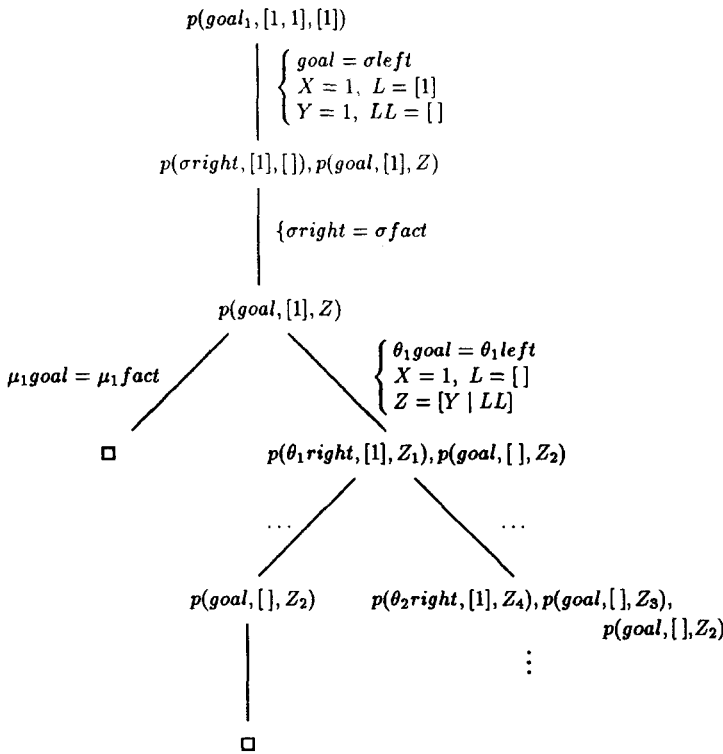 p(goal₁, [1, 1], [1])
goal = σleft
X = 1, L = [1]
Y = 1, LL = [ ]
p(σright, [1], [ ]), p(goal, [1], Z)
{σright = σfact
p(goal, [1], Z)
μ₁goal = μ₁fact
θ₁goal = θ₁left
X = 1, L = [ ]
Z = [Y | LL]
p(θ₁right, [1], Z₁), p(goal, [ ], Z₂)
... ...
p(goal, [ ], Z₂) p(θ₂right, [1], Z₄), p(goal, [ ], Z₃),
p(goal, [ ], Z₂)
⋮